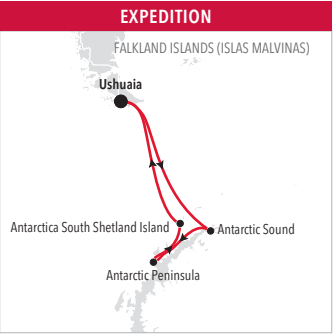 EXPEDITION
FALKLAND ISLANDS (ISLAS MALVINAS)
Ushuaia
Antarctica South Shetland Island
Antarctic Sound
Antarctic Peninsula